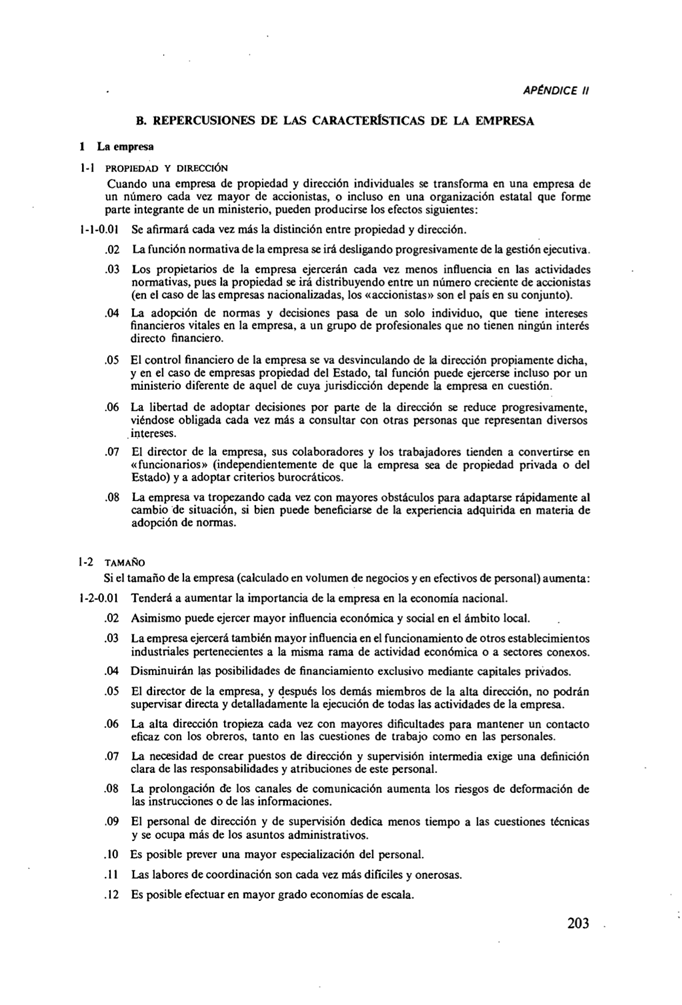 APÉNDICE II
B. REPERCUSIONES DE LAS CARACTERÍSTICAS DE LA EMPRESA
1 La empresa
1-1 PROPIEDAD Y DIRECCIÓN
Cuando una empresa de propiedad y dirección individuales se transforma en una empresa de
un número cada vez mayor de accionistas, o incluso en una organización estatal que forme
parte integrante de un ministerio, pueden producirse los efectos siguientes:
1-1-0.01 Se afirmará cada vez más la distinción entre propiedad y dirección.
.02 La función normativa de la empresa se irá desligando progresivamente de la gestión ejecutiva.
.03 Los propietarios de la empresa ejercerán cada vez menos influencia en las actividades
normativas, pues la propiedad se irá distribuyendo entre un número creciente de accionistas
(en el caso de las empresas nacionalizadas, los «accionistas» son el país en su conjunto).
.04 La adopción de normas y decisiones pasa de un solo individuo, que tiene intereses
financieros vitales en la empresa, a un grupo de profesionales que no tienen ningún interés
directo financiero.
.05 El control financiero de la empresa se va desvinculando de la dirección propiamente dicha,
y en el caso de empresas propiedad del Estado, tal función puede ejercerse incluso por un
ministerio diferente de aquel de cuya jurisdicción depende la empresa en cuestión.
.06 La libertad de adoptar decisiones por parte de la dirección se reduce progresivamente,
viéndose obligada cada vez más a consultar con otras personas que representan diversos
intereses.
.07 El director de la empresa, sus colaboradores y los trabajadores tienden a convertirse en
«funcionarios» (independientemente de que la empresa sea de propiedad privada o del
Estado) y a adoptar criterios burocráticos.
.08 La empresa va tropezando cada vez con mayores obstáculos para adaptarse rápidamente al
cambio de situación, si bien puede beneficiarse de la experiencia adquirida en materia de
adopción de normas.
1-2 TAMAÑO
Si el tamaño de la empresa (calculado en volumen de negocios y en efectivos de personal) aumenta:
1-2-0.01 Tenderá a aumentar la importancia de la empresa en la economía nacional.
.02 Asimismo puede ejercer mayor influencia económica y social en el ámbito local.
.03 La empresa ejercerá también mayor influencia en el funcionamiento de otros establecimientos
industriales pertenecientes a la misma rama de actividad económica o a sectores conexos.
.04 Disminuirán las posibilidades de financiamiento exclusivo mediante capitales privados.
.05 El director de la empresa, y después los demás miembros de la alta dirección, no podrán
supervisar directa y detalladamente la ejecución de todas las actividades de la empresa.
.06 La alta dirección tropieza cada vez con mayores dificultades para mantener un contacto
eficaz con los obreros, tanto en las cuestiones de trabajo como en las personales.
.07 La necesidad de crear puestos de dirección y supervisión intermedia exige una definición
clara de las responsabilidades y atribuciones de este personal.
.08 La prolongación de los canales de comunicación aumenta los riesgos de deformación de
las instrucciones o de las informaciones.
.09 El personal de dirección y de supervisión dedica menos tiempo a las cuestiones técnicas
y se ocupa más de los asuntos administrativos.
.10 Es posible prever una mayor especialización del personal.
.11 Las labores de coordinación son cada vez más difíciles y onerosas.
.12 Es posible efectuar en mayor grado economías de escala.
203